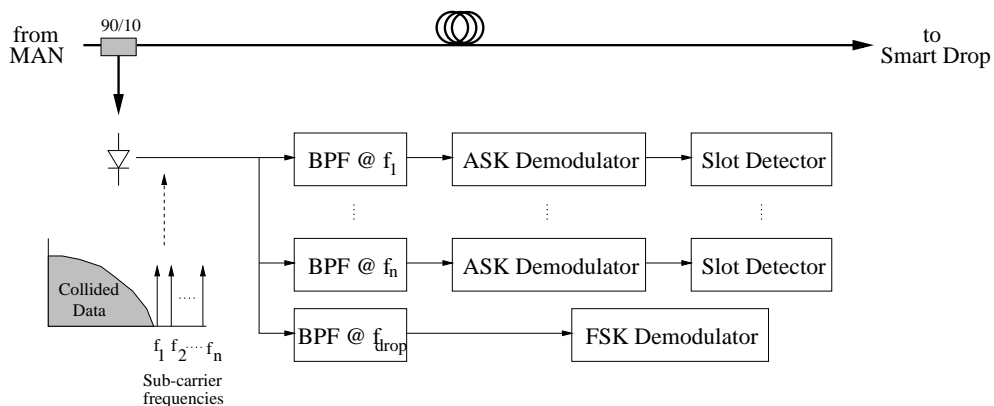 from
MAN
90/10
to
Smart Drop
BPF @ f1
ASK Demodulator
Slot Detector
BPF @ fn
ASK Demodulator
Slot Detector
BPF @ fdrop
FSK Demodulator
Collided
Data
....
f1 f2 .... fn
Sub-carrier
frequencies